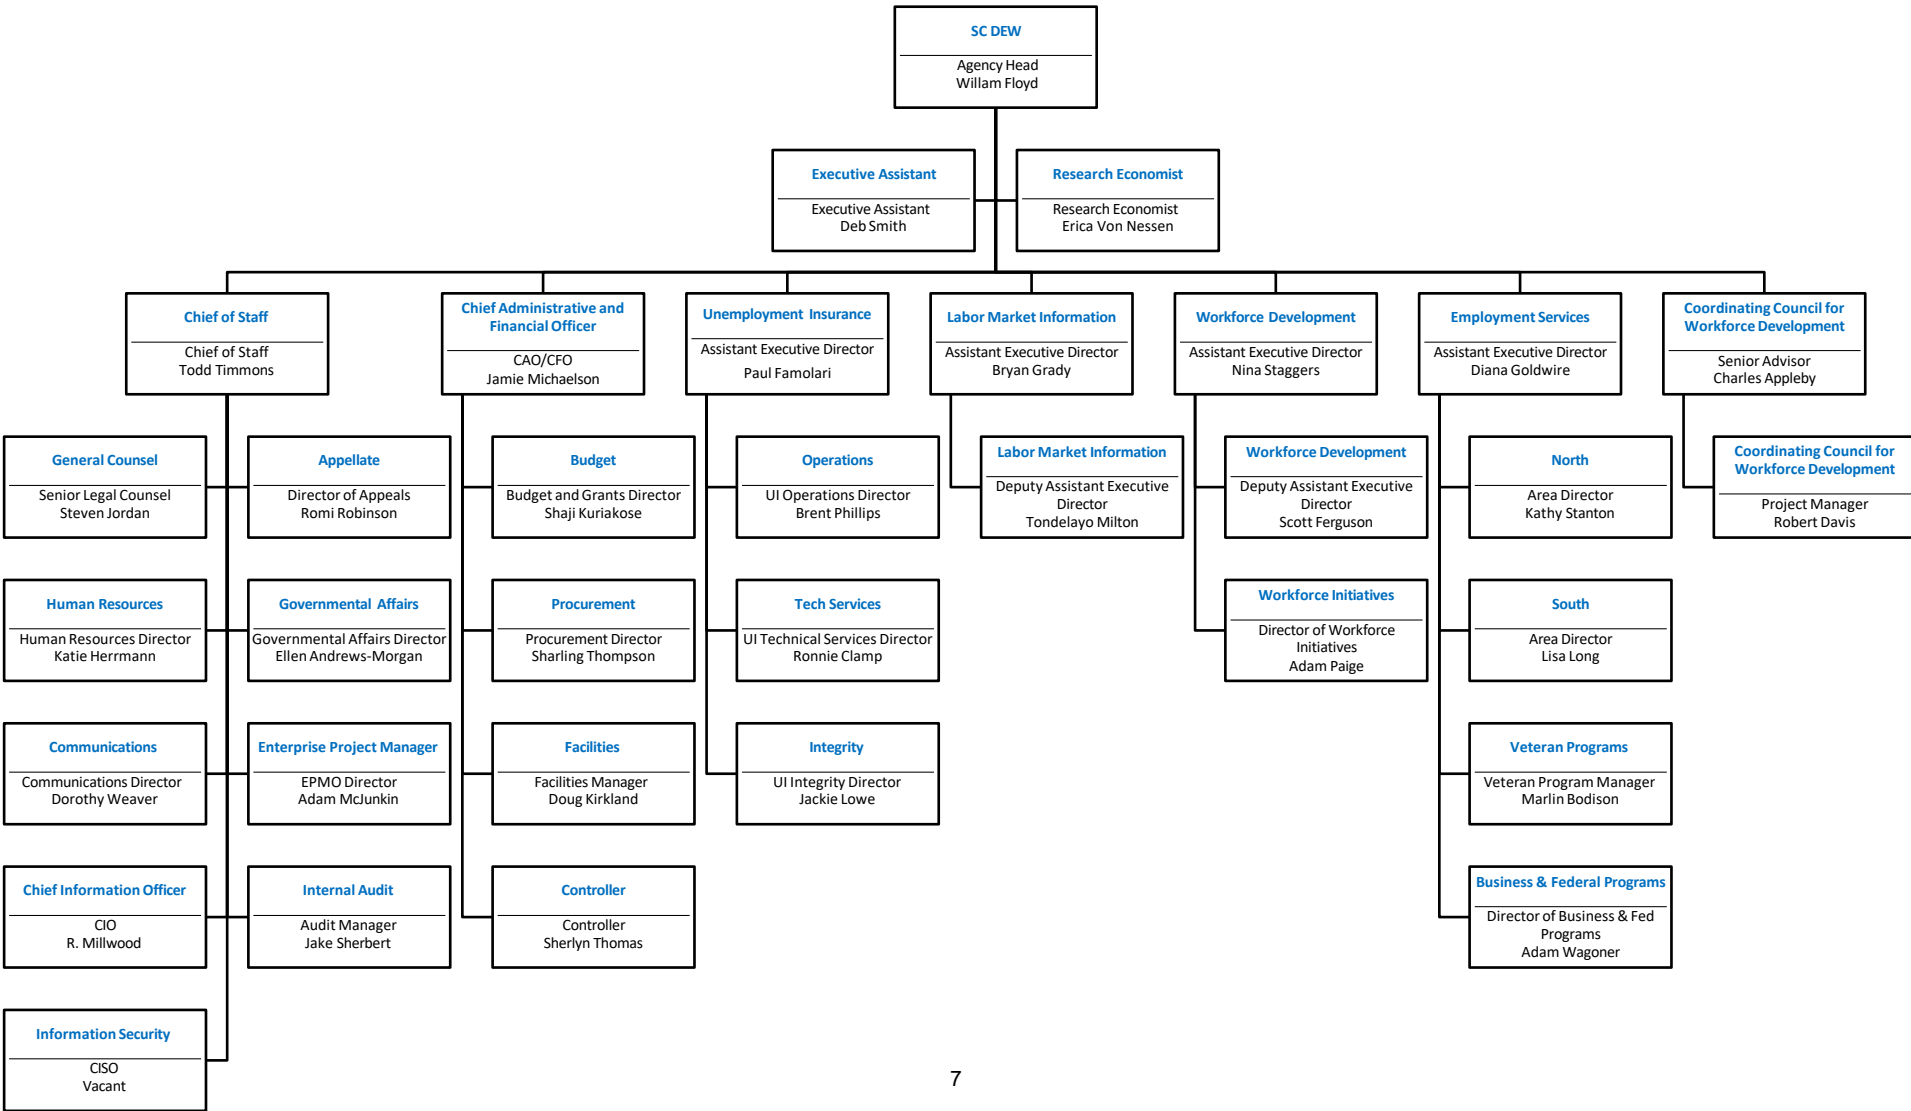 SC DEW
Agency Head
Willam Floyd
Executive Assistant
Executive Assistant
Deb Smith
Research Economist
Research Economist
Erica Von Nessen
Chief of Staff
Chief of Staff
Todd Timmons
Chief Administrative and
Financial Officer
CAO/CFO
Jamie Michaelson
Unemployment Insurance
Assistant Executive Director
Paul Famolari
Labor Market Information
Assistant Executive Director
Bryan Grady
Workforce Development
Assistant Executive Director
Nina Staggers
Employment Services
Assistant Executive Director
Diana Goldwire
Coordinating Council for
Workforce Development
Senior Advisor
Charles Appleby
General Counsel
Senior Legal Counsel
Steven Jordan
Appellate
Director of Appeals
Romi Robinson
Budget
Budget and Grants Director
Shaji Kuriakose
Operations
UI Operations Director
Brent Phillips
Labor Market Information
Deputy Assistant Executive
Director
Tondelayo Milton
Workforce Development
Deputy Assistant Executive
Director
Scott Ferguson
North
Area Director
Kathy Stanton
Coordinating Council for
Workforce Development
Project Manager
Robert Davis
Human Resources
Human Resources Director
Katie Herrmann
Governmental Affairs
Governmental Affairs Director
Ellen Andrews-Morgan
Procurement
Procurement Director
Sharling Thompson
Tech Services
UI Technical Services Director
Ronnie Clamp
Workforce Initiatives
Director of Workforce
Initiatives
Adam Paige
South
Area Director
Lisa Long
Communications
Communications Director
Dorothy Weaver
Enterprise Project Manager
EPMO Director
Adam McJunkin
Facilities
Facilities Manager
Doug Kirkland
Integrity
UI Integrity Director
Jackie Lowe
Veteran Programs
Veteran Program Manager
Marlin Bodison
Chief Information Officer
CIO
R. Millwood
Internal Audit
Audit Manager
Jake Sherbert
Controller
Controller
Sherlyn Thomas
Business & Federal Programs
Director of Business & Fed
Programs
Adam Wagoner
Information Security
CISO
Vacant
7